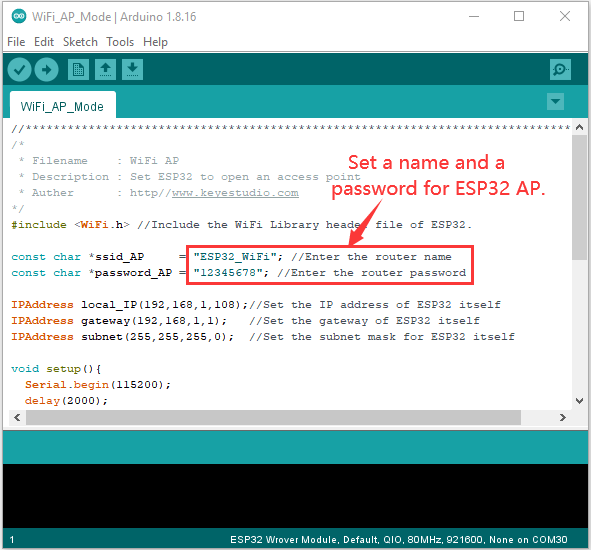 WiFi_AP_Mode | Arduino 1.8.16
File Edit Sketch Tools Help
WiFi_AP_Mode
//*******************************************************************************
/*
* Filename    : WiFi AP
* Description : Set ESP32 to open an access point
* Auther      : http//www.keyestudio.com
*/
#include <WiFi.h> //Include the WiFi Library header file of ESP32.
Set a name and a
password for ESP32 AP.
const char *ssid_AP     = "ESP32_WiFi"; //Enter the router name
const char *password_AP = "12345678"; //Enter the router password
IPAddress local_IP(192,168,1,108);//Set the IP address of ESP32 itself
IPAddress gateway(192,168,1,1);   //Set the gateway of ESP32 itself
IPAddress subnet(255,255,255,0);  //Set the subnet mask for ESP32 itself
void setup(){
Serial.begin(115200);
delay(2000);
1
ESP32 Wrover Module, Default, QIO, 80MHz, 921600, None on COM30